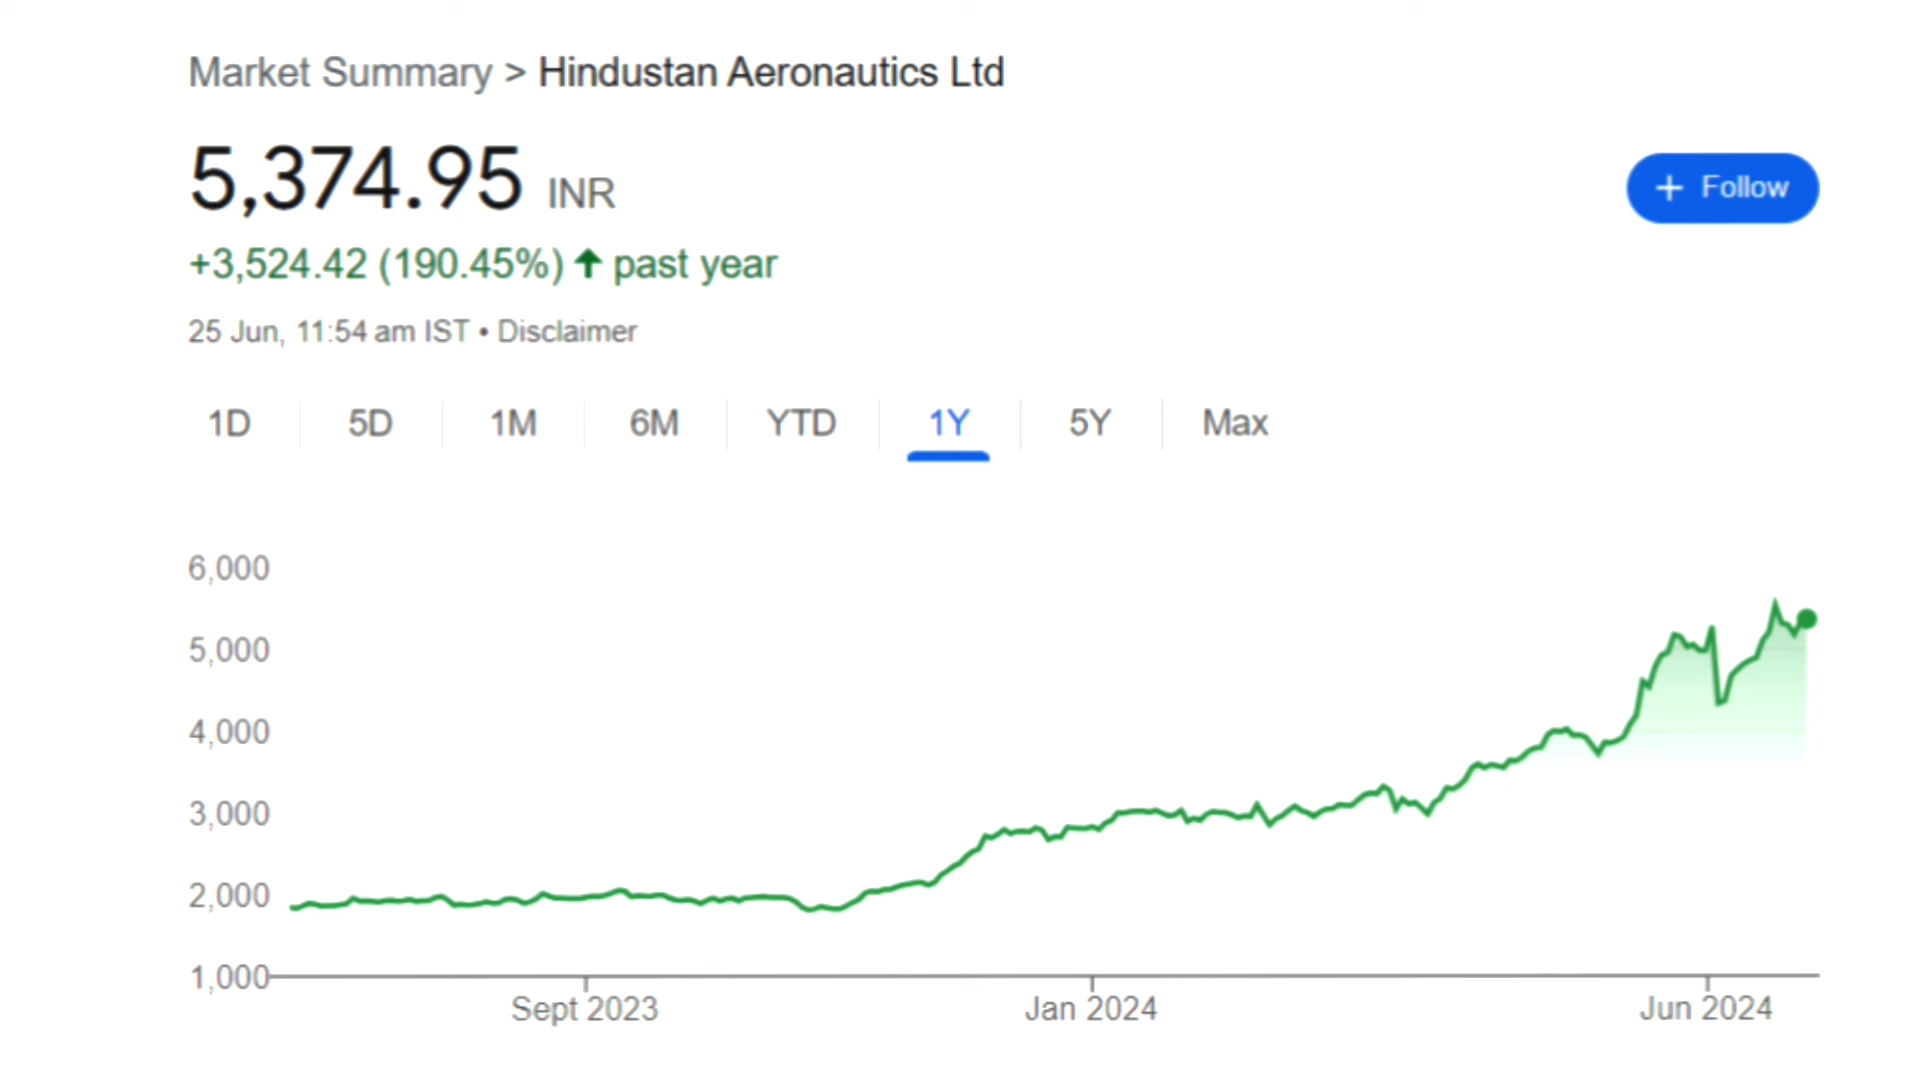 Market Summary > Hindustan Aeronautics Ltd
5,374.95 INR
+ Follow
+3,524.42 (190.45%) ↑ past year
25 Jun, 11:54 am IST • Disclaimer
1D 5D 1M 6M YTD 1Y 5Y Max
6,000
5,000
4,000
3,000
2,000
1,000
Sept 2023 Jan 2024 Jun 2024